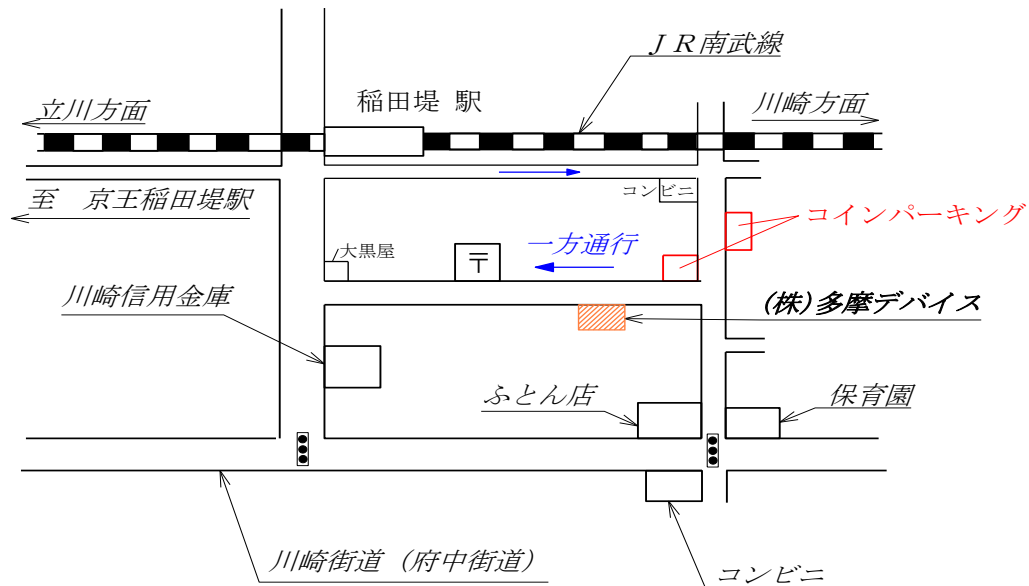 ＪＲ南武線
立川方面
稲田堤 駅
川崎方面
コンビニ
至　京王稲田堤駅
コインパーキング
一方通行
大黒屋
〒
川崎信用金庫
(株)多摩デバイス
ふとん店
保育園
川崎街道（府中街道）
コンビニ